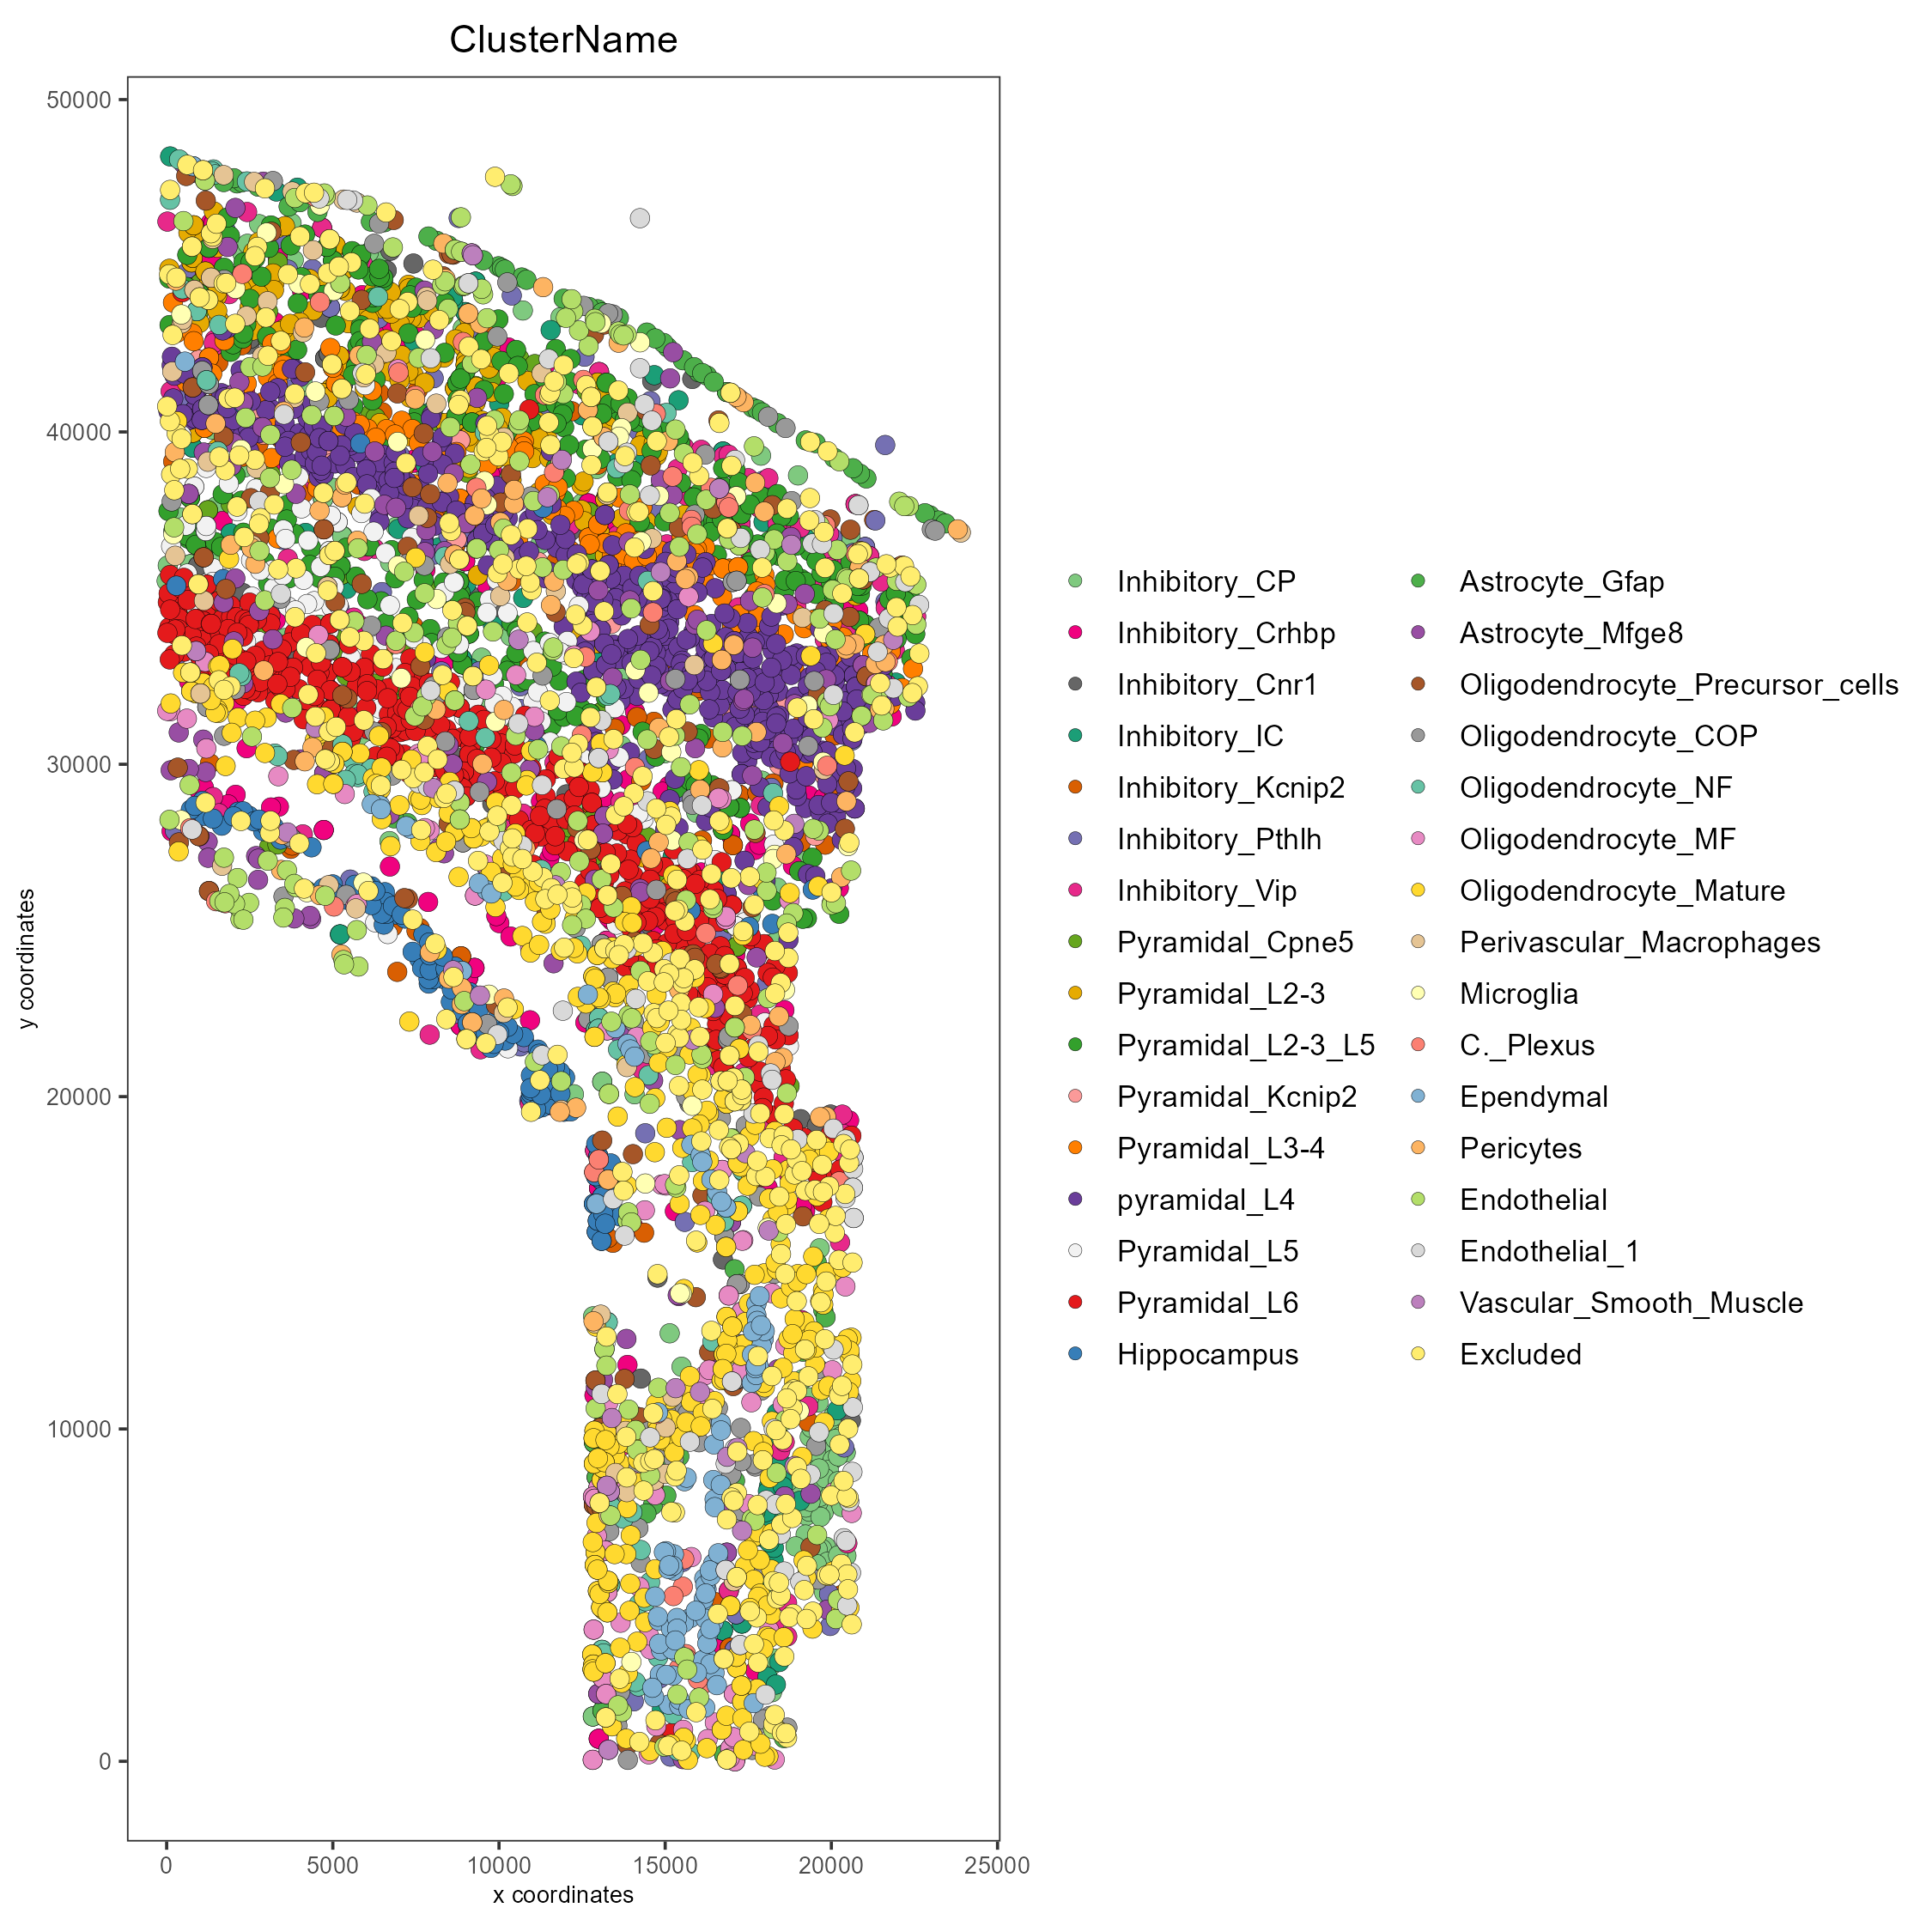 ClusterName
50000
40000
30000
20000
10000
0
y coordinates
0 5000 10000 15000 20000 25000
x coordinates
Inhibitory_CP
Inhibitory_Crhbp
Inhibitory_Cnr1
Inhibitory_IC
Inhibitory_Kcnip2
Inhibitory_Pthlh
Inhibitory_Vip
Pyramidal_Cpne5
Pyramidal_L2-3
Pyramidal_L2-3_L5
Pyramidal_Kcnip2
Pyramidal_L3-4
pyramidal_L4
Pyramidal_L5
Pyramidal_L6
Hippocampus
Astrocyte_Gfap
Astrocyte_Mfge8
Oligodendrocyte_Precursor_cells
Oligodendrocyte_COP
Oligodendrocyte_NF
Oligodendrocyte_MF
Oligodendrocyte_Mature
Perivascular_Macrophages
Microglia
C._Plexus
Ependymal
Pericytes
Endothelial
Endothelial_1
Vascular_Smooth_Muscle
Excluded